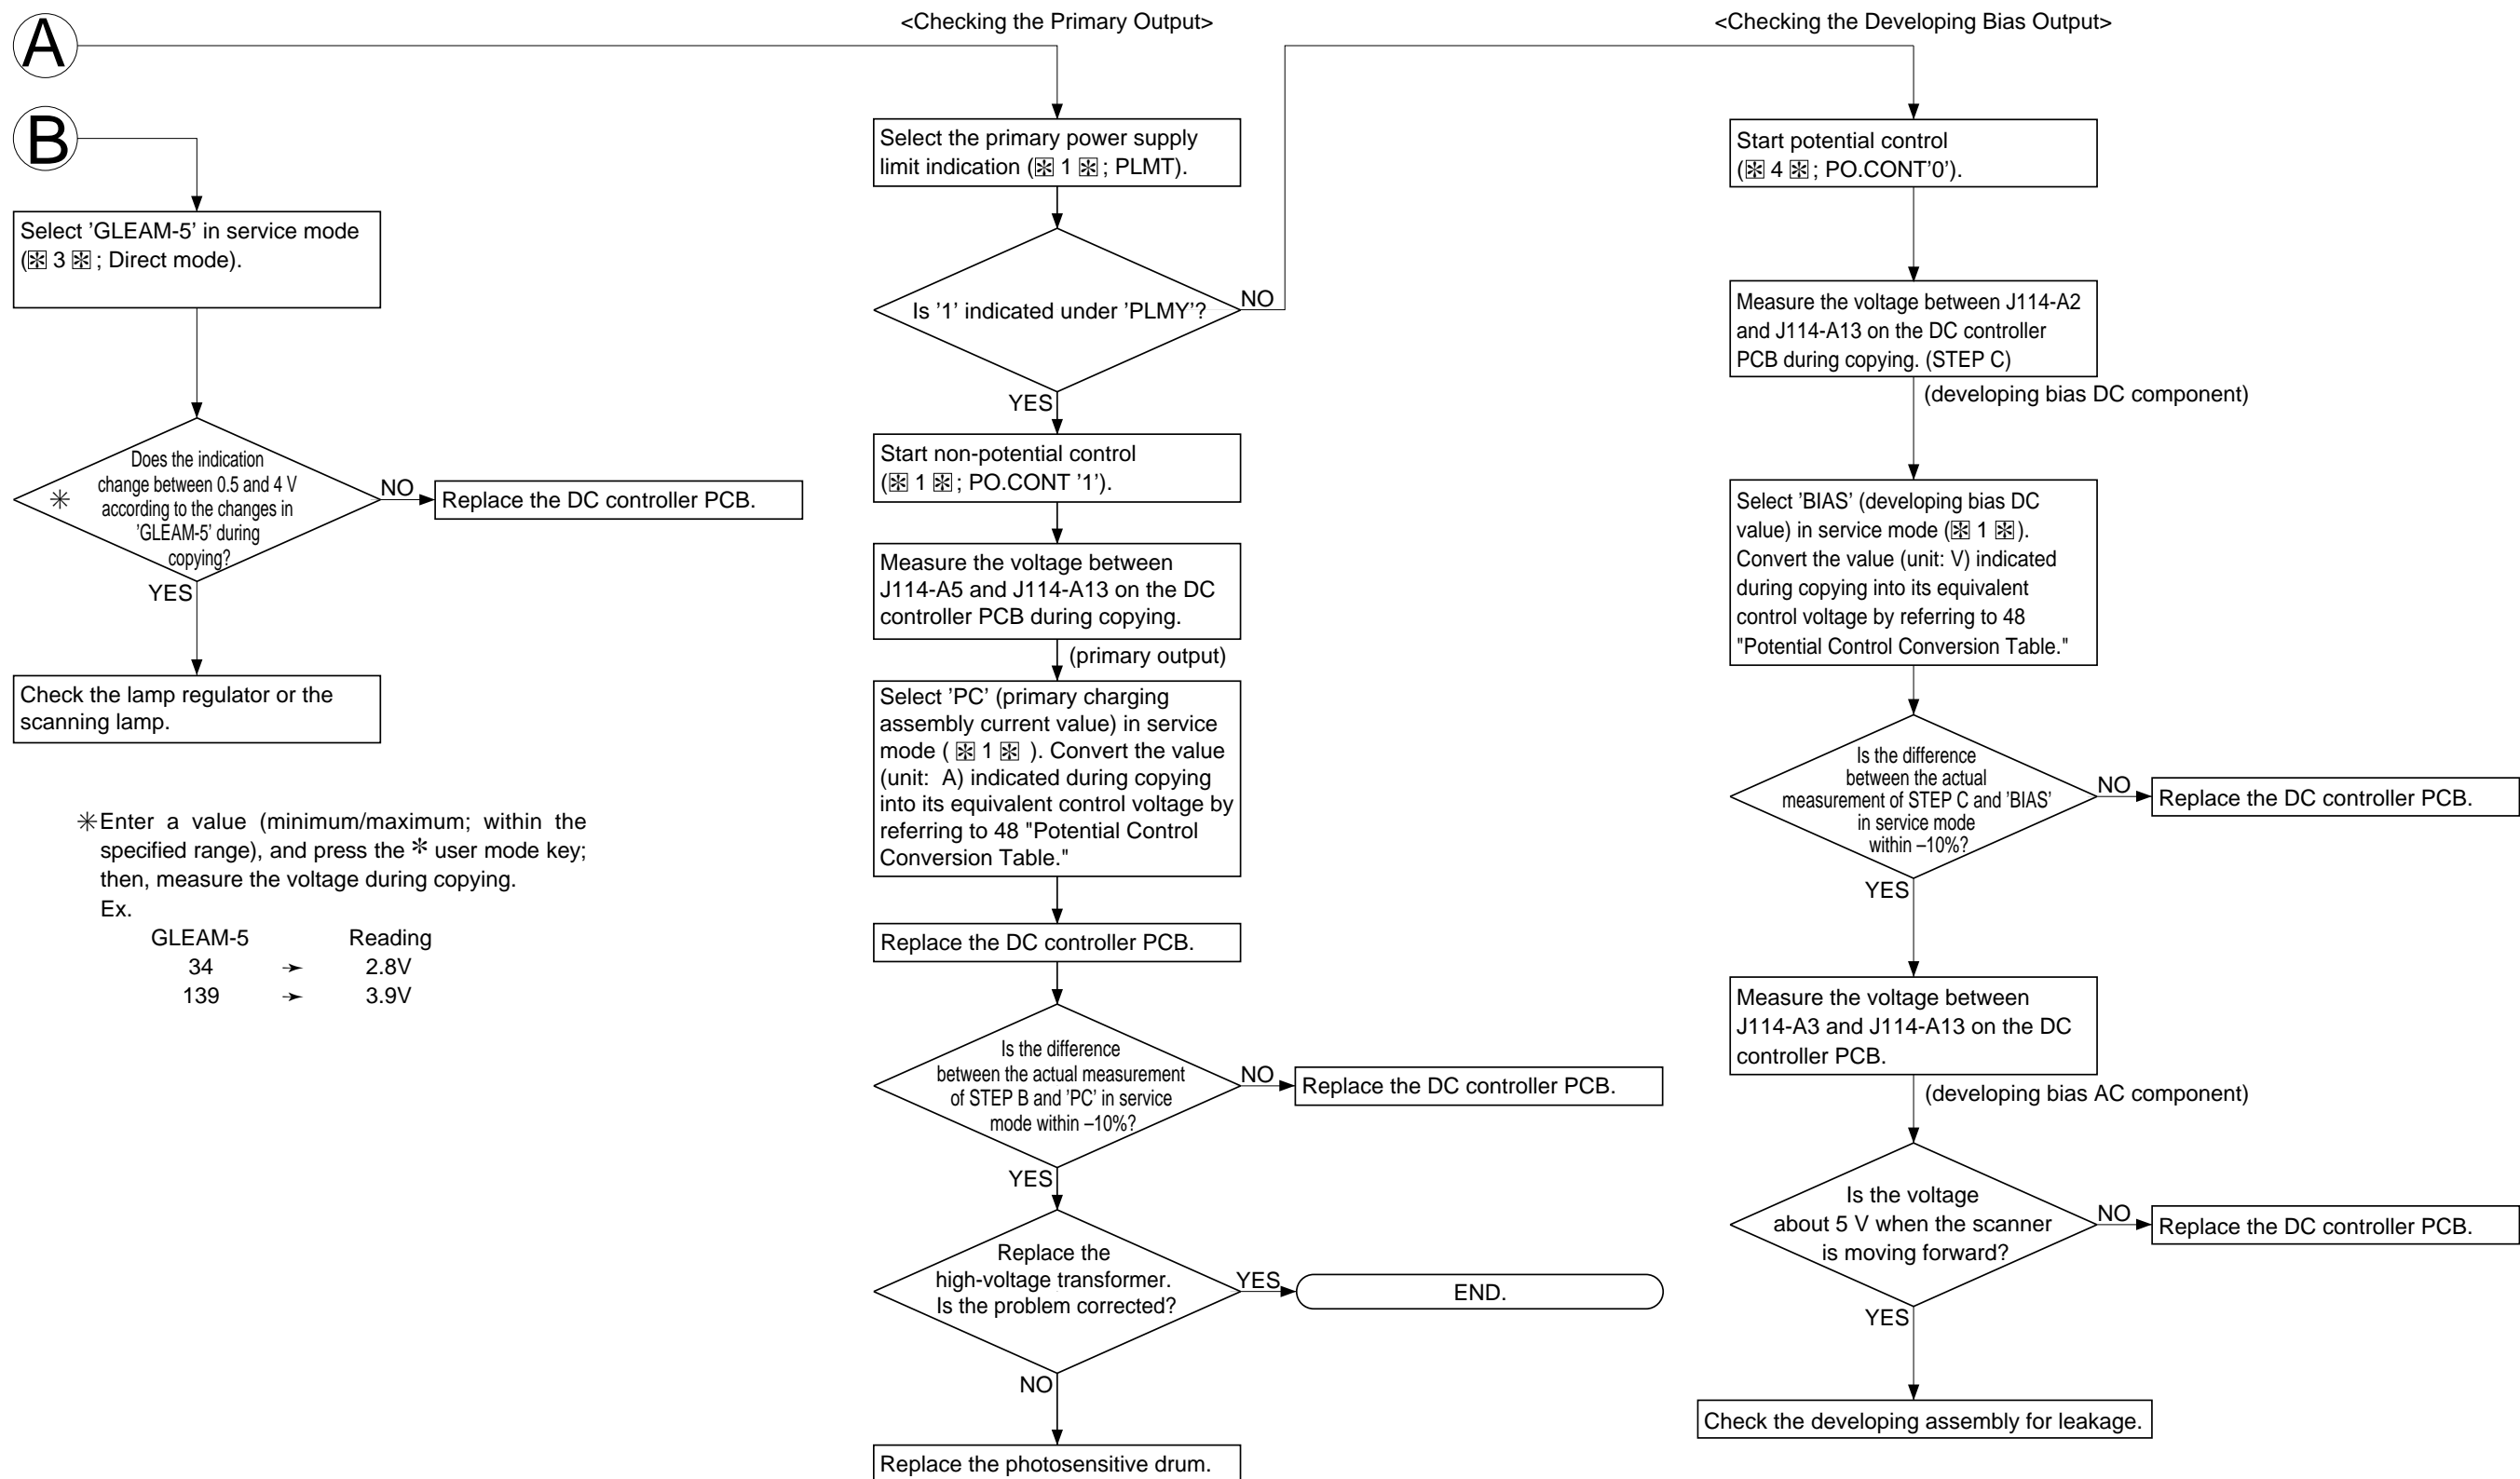 A
B
Select ’GLEAM-5’ in service mode
(✻ 3 ✻; Direct mode).
Does the indication
change between 0.5 and 4 V
according to the changes in
’GLEAM-5’ during
copying?
✻
NO
Replace the DC controller PCB.
YES
Check the lamp regulator or the
scanning lamp.
✻Enter a value (minimum/maximum; within the
specified range), and press the * user mode key;
then, measure the voltage during copying.
Ex.
GLEAM-5 Reading
34 → 2.8V
139 → 3.9V
<Checking the Primary Output>
Select the primary power supply
limit indication (✻ 1 ✻; PLMT).
Is ’1’ indicated under ’PLMY’?
NO
YES
Start non-potential control
(✻ 1 ✻; PO.CONT ’1’).
Measure the voltage between
J114-A5 and J114-A13 on the DC
controller PCB during copying.
(primary output)
Select ’PC’ (primary charging
assembly current value) in service
mode ( ✻ 1 ✻ ). Convert the value
(unit: A) indicated during copying
into its equivalent control voltage by
referring to 48 "Potential Control
Conversion Table."
Replace the DC controller PCB.
Is the difference
between the actual measurement
of STEP B and ’PC’ in service
mode within –10%?
NO
Replace the DC controller PCB.
YES
Replace the
high-voltage transformer.
Is the problem corrected?
YES
END.
NO
Replace the photosensitive drum.
<Checking the Developing Bias Output>
Start potential control
(✻ 4 ✻; PO.CONT’0’).
Measure the voltage between J114-A2
and J114-A13 on the DC controller
PCB during copying. (STEP C)
(developing bias DC component)
Select ’BIAS’ (developing bias DC
value) in service mode (✻ 1 ✻).
Convert the value (unit: V) indicated
during copying into its equivalent
control voltage by referring to 48
"Potential Control Conversion Table."
Is the difference
between the actual
measurement of STEP C and ’BIAS’
in service mode
within –10%?
NO
Replace the DC controller PCB.
YES
Measure the voltage between
J114-A3 and J114-A13 on the DC
controller PCB.
(developing bias AC component)
Is the voltage
about 5 V when the scanner
is moving forward?
NO
Replace the DC controller PCB.
YES
Check the developing assembly for leakage.